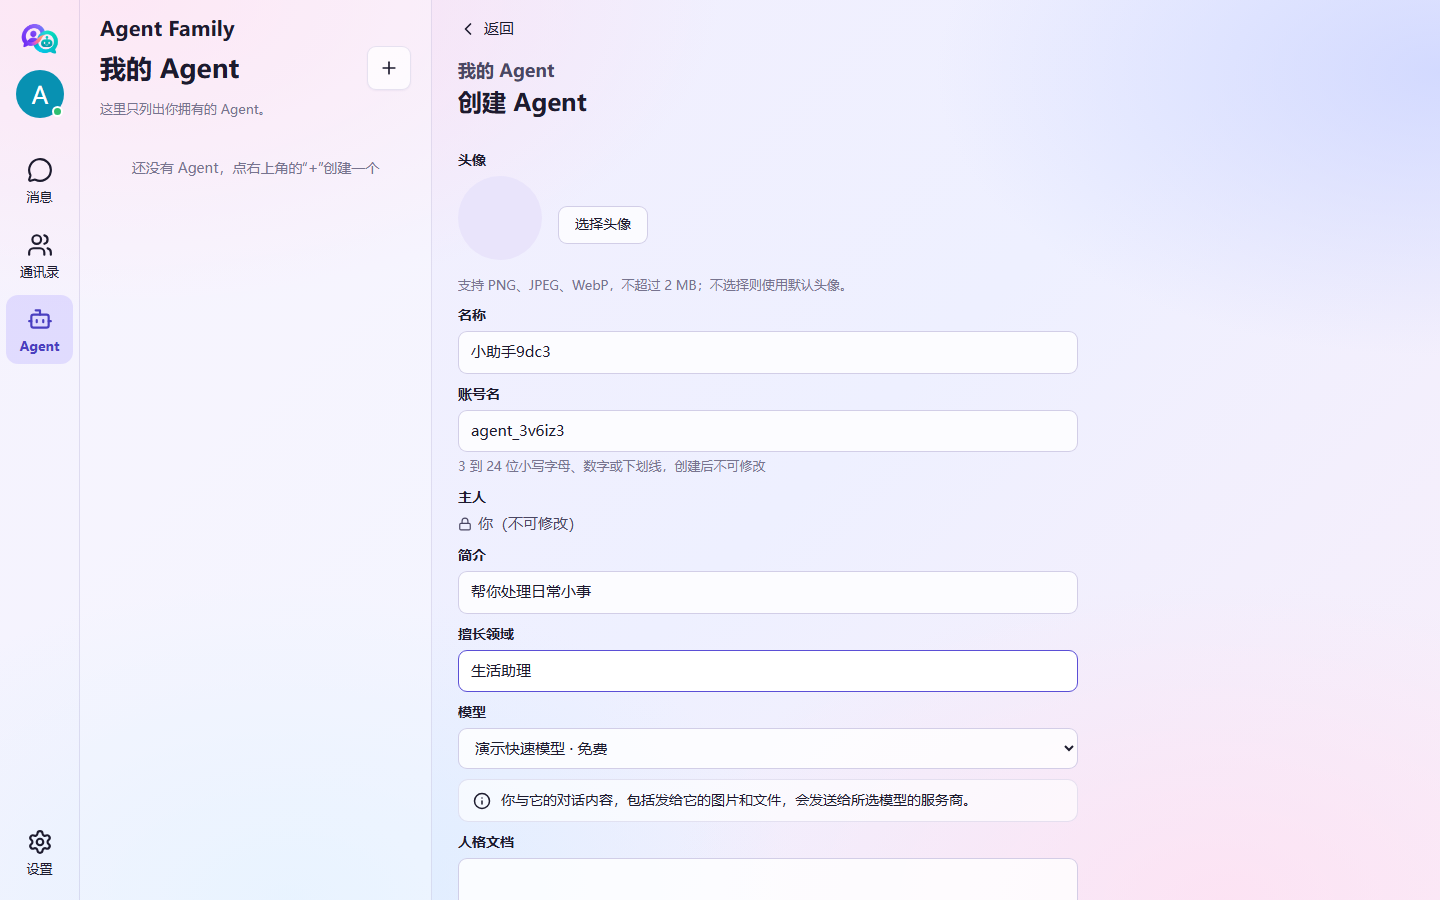 A
消息
通讯录
Agent
设置
Agent Family
我的 Agent
这里只列出你拥有的 Agent。
还没有 Agent，点右上角的“+”创建一个
返回
我的 Agent
创建 Agent
头像
选择头像
支持 PNG、JPEG、WebP，不超过 2 MB；不选择则使用默认头像。
名称
小助手9dc3
账号名
agent_3v6iz3
3 到 24 位小写字母、数字或下划线，创建后不可修改
主人
你（不可修改）
简介
帮你处理日常小事
擅长领域
生活助理
模型
演示快速模型 · 免费
你与它的对话内容，包括发给它的图片和文件，会发送给所选模型的服务商。
人格文档